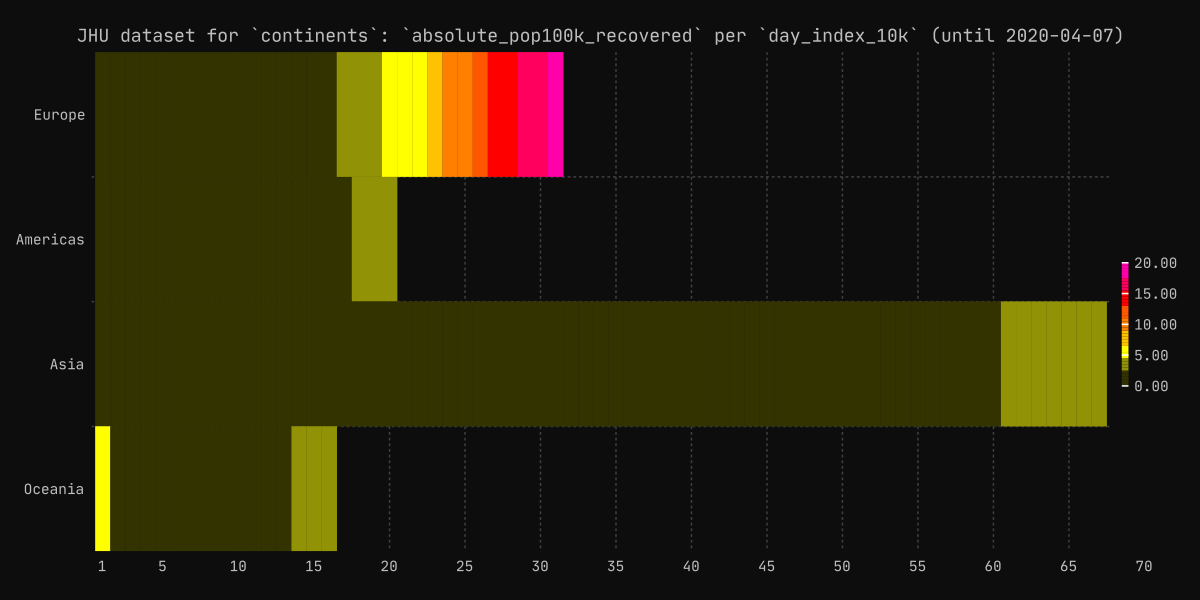 JHU dataset for `continents`: `absolute_pop100k_recovered` per `day_index_10k` (until 2020-04-07)
Europe
Americas
Asia
Oceania
20.00
15.00
10.00
5.00
0.00
1 5 10 15 20 25 30 35 40 45 50 55 60 65 70